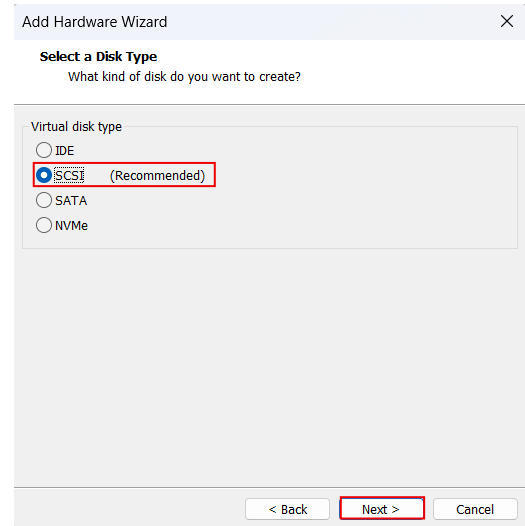 Add Hardware Wizard
Select a Disk Type
What kind of disk do you want to create?
Virtual disk type
IDE
SCSI (Recommended)
SATA
NVMe
< Back Next > Cancel